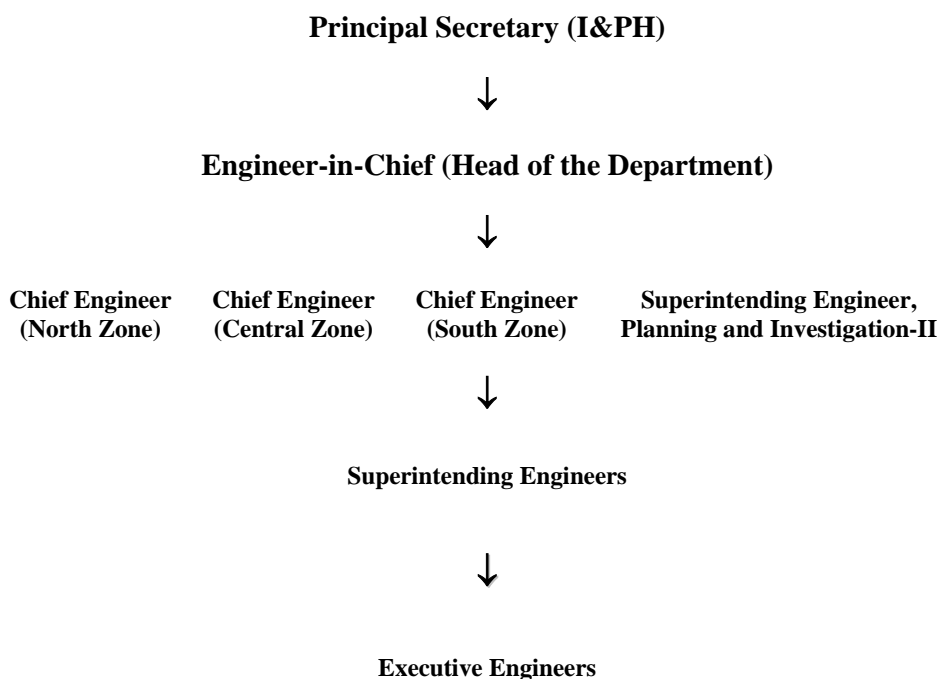 Principal Secretary (I&PH)
↓
Engineer-in-Chief (Head of the Department)
↓
Chief Engineer
(North Zone)
Chief Engineer
(Central Zone)
Chief Engineer
(South Zone)
Superintending Engineer,
Planning and Investigation-II
↓
Superintending Engineers
↓
Executive Engineers